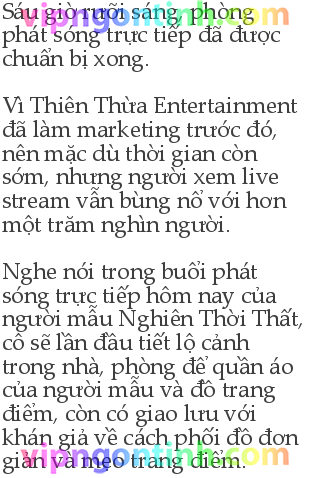 Sáu giờ rưỡi sáng, phòng
phát sóng trực tiếp đã được
chuẩn bị xong.
Vì Thiên Thừa Entertainment
đã làm marketing trước đó,
nên mặc dù thời gian còn
sớm, nhưng người xem live
stream vẫn bùng nổ với hơn
một trăm nghìn người.
Nghe nói trong buổi phát
sóng trực tiếp hôm nay của
người mẫu Nghiên Thời Thất,
cô sẽ lần đầu tiết lộ cảnh
trong nhà, phòng để quần áo
của người mẫu và đồ trang
điểm, còn có giao lưu với
khán giả về cách phối đồ đơn
giản và mẹo trang điểm.
vipngontinh.com
vipngontinh.com